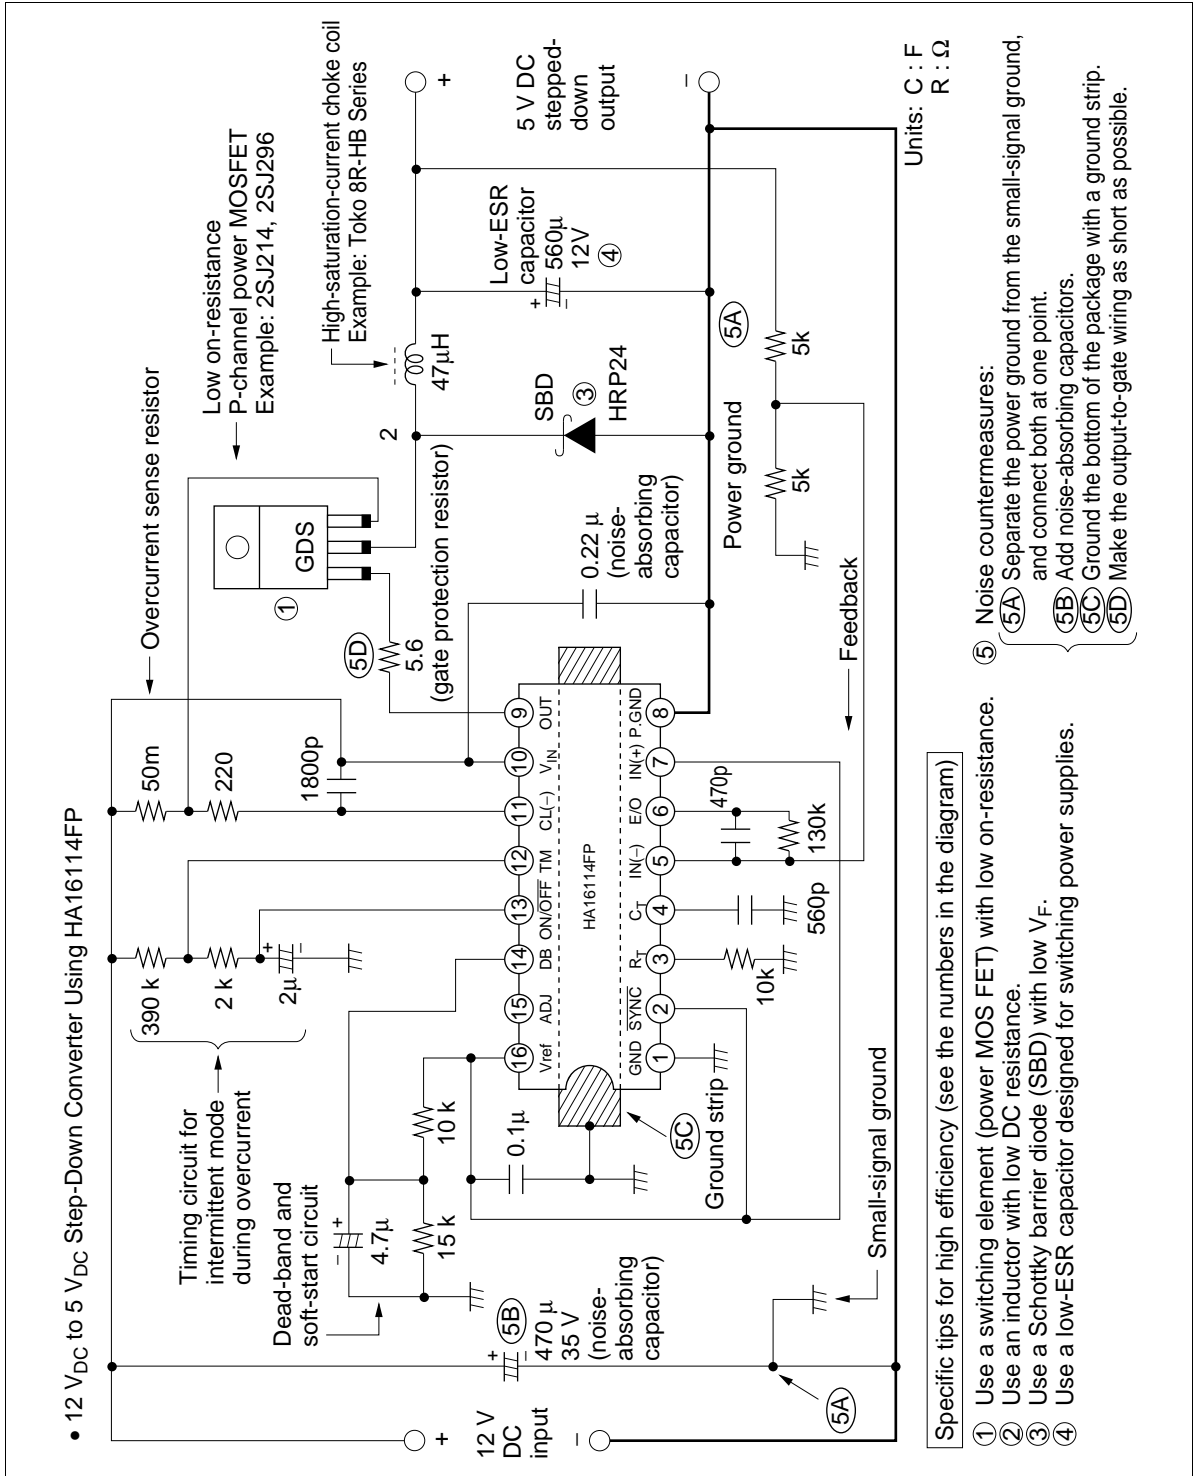 • 12 VDC to 5 VDC Step-Down Converter Using HA16114FP
Overcurrent sense resistor
Low on-resistance
P-channel power MOSFET
Example: 2SJ214, 2SJ296
High-saturation-current choke coil
Example: Toko 8R-HB Series
Timing circuit for
intermittent mode
during overcurrent
390 k
2 k
2µ
+
−
50m
220
1800p
①
GDS
2
47µH
+
5 V DC
stepped-
down
output
−
Dead-band and
soft-start circuit
+
−
4.7µ
15 k
10 k
0.1µ
5D
5.6
(gate protection resistor)
SBD
③
HRP24
Low-ESR
capacitor
+
−
560µ
12V
④
16
15
14
13
12
11
10
9
Vref
ADJ
DB
ON/OFF
TM
CL(−)
VIN
OUT
HA16114FP
GND
SYNC
RT
CT
IN(−)
E/O
IN(+)
P.GND
1
2
3
4
5
6
7
8
0.22 µ
(noise-
absorbing
capacitor)
+
12 V
DC
input
−
+
−
5B
470 µ
35 V
(noise-
absorbing
capacitor)
5C
Ground strip
10k
560p
470p
130k
Power ground
5A
5k
5k
Feedback
5A
Small-signal ground
Units: C : F
R : Ω
Specific tips for high efficiency (see the numbers in the diagram)
① Use a switching element (power MOS FET) with low on-resistance.
② Use an inductor with low DC resistance.
③ Use a Schottky barrier diode (SBD) with low VF.
④ Use a low-ESR capacitor designed for switching power supplies.
⑤ Noise countermeasures:
5A Separate the power ground from the small-signal ground,
and connect both at one point.
5B Add noise-absorbing capacitors.
5C Ground the bottom of the package with a ground strip.
5D Make the output-to-gate wiring as short as possible.